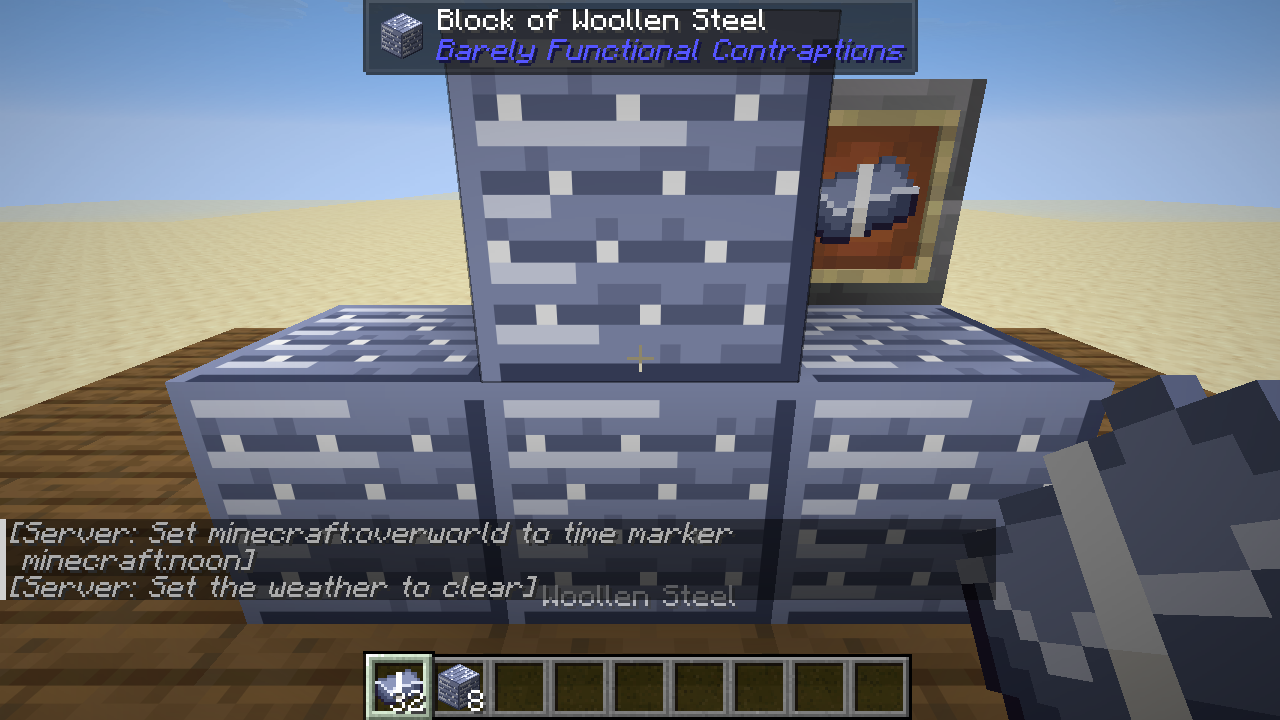 Block of Woollen Steel
Barely Functional Contraptions
[Server: Set minecraft:overworld to time marker
minecraft:noon]
[Server: Set the weather to clear]
Woollen Steel
32
8